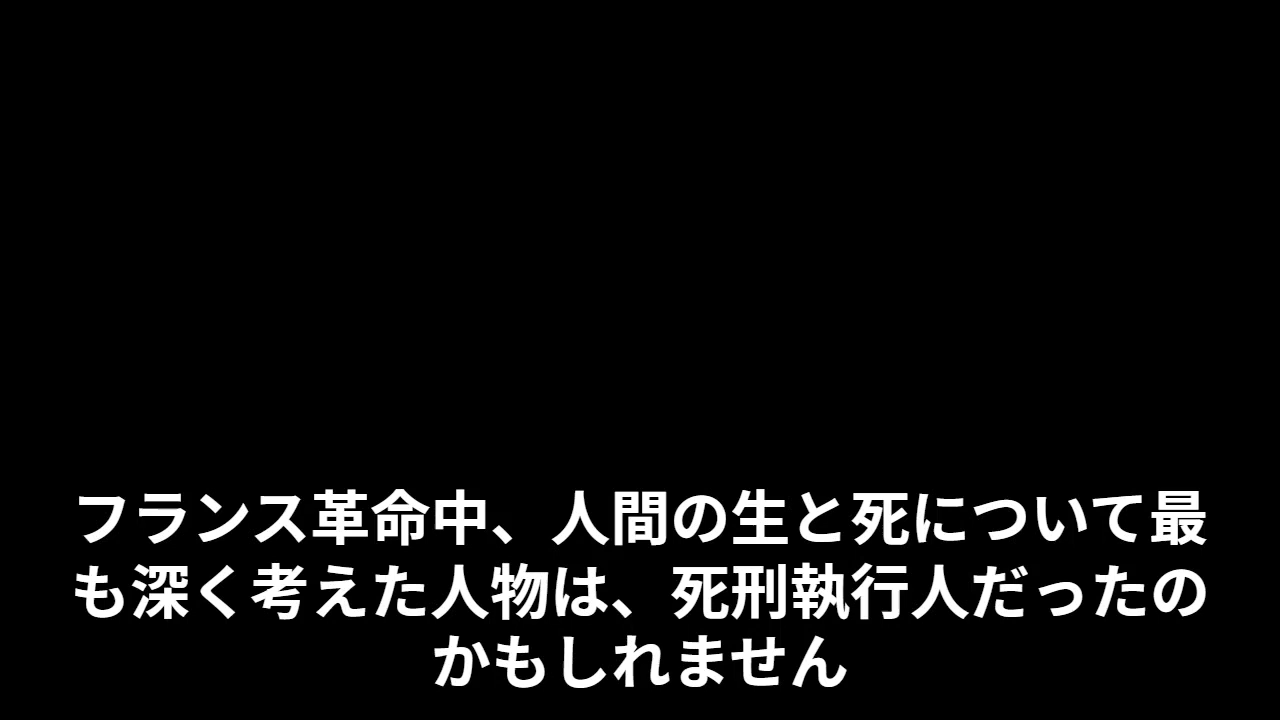 フランス革命中、人間の生と死について最
も深く考えた人物は、死刑執行人だったの
かもしれません